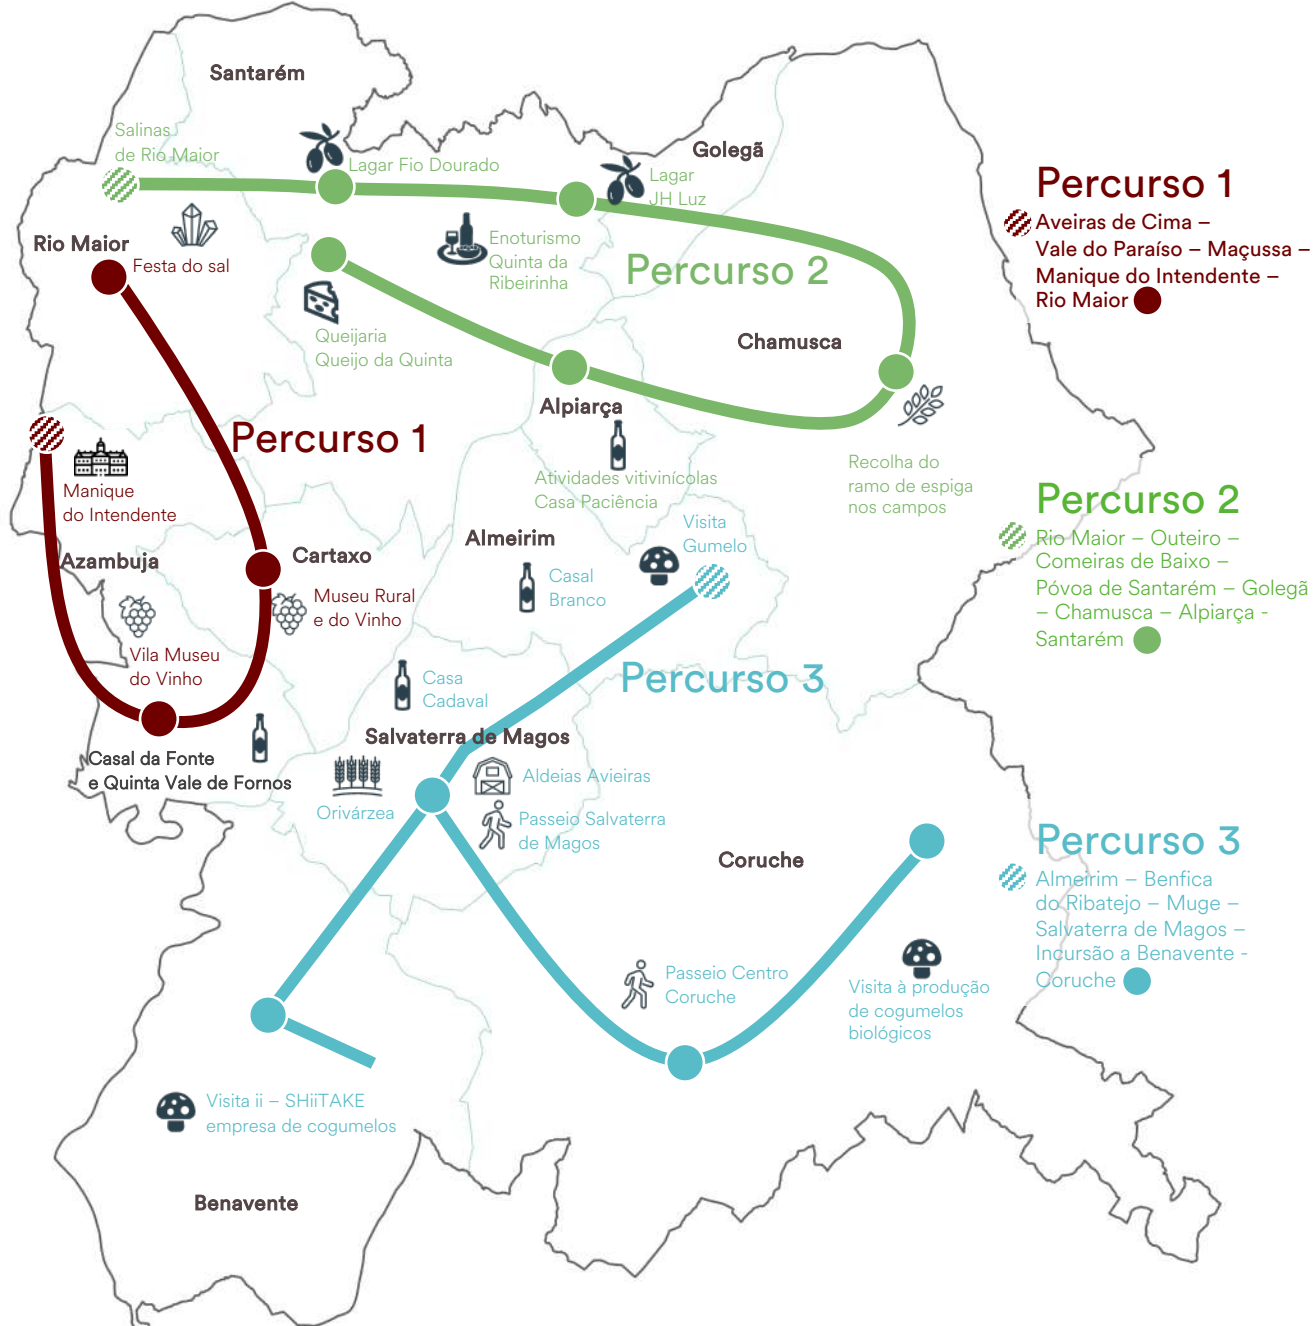 Santarém
Salinas
de Rio Maior
Lagar Fio Dourado
Golegã
Lagar
JH Luz
Rio Maior
Festa do sal
Enoturismo
Quinta da
Ribeirinha
Percurso 2
Queijaria
Queijo da Quinta
Chamusca
Alpiarça
Percurso 1
Manique
do Intendente
Atividades vitivinícolas
Casa Paciência
Recolha do
ramo de espiga
nos campos
Azambuja
Cartaxo
Almeirim
Visita
Gumelo
Casal
Branco
Museu Rural
e do Vinho
Vila Museu
do Vinho
Casa
Cadaval
Percurso 3
Salvaterra de Magos
Casal da Fonte
e Quinta Vale de Fornos
Orivárzea
Aldeias Avieiras
Passeio Salvaterra
de Magos
Coruche
Passeio Centro
Coruche
Visita à produção
de cogumelos
biológicos
Visita ii – SHiiTAKE
empresa de cogumelos
Benavente
Percurso 1
Aveiras de Cima –
Vale do Paraíso – Maçussa –
Manique do Intendente –
Rio Maior
Percurso 2
Rio Maior – Outeiro –
Comeiras de Baixo –
Póvoa de Santarém – Golegã
– Chamusca – Alpiarça -
Santarém
Percurso 3
Almeirim – Benfica
do Ribatejo – Muge –
Salvaterra de Magos –
Incursão a Benavente -
Coruche